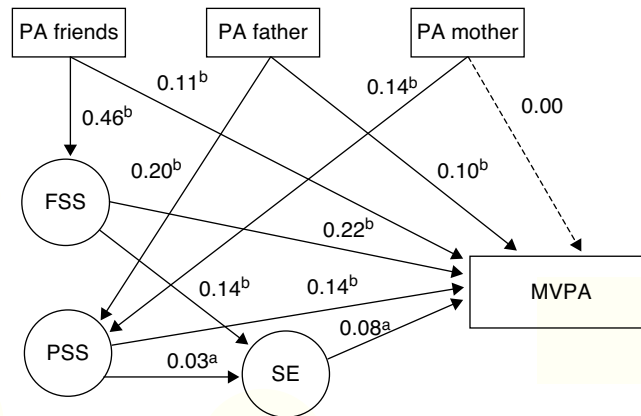 PA friends PA father PA mother
0.11ᵇ 0.14ᵇ 0.00
0.46ᵇ
0.20ᵇ 0.10ᵇ
FSS
0.22ᵇ
0.14ᵇ 0.14ᵇ MVPA
0.08ᵃ
PSS 0.03ᵃ SE